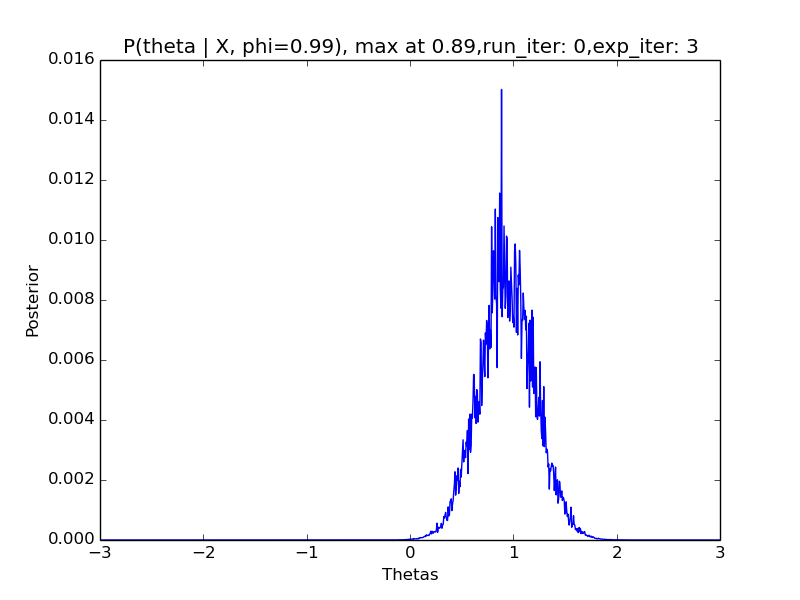 P(theta | X, phi=0.99), max at 0.89,run_iter: 0,exp_iter: 3
0.016
0.014
0.012
0.010
0.008
0.006
0.004
0.002
0.000
Posterior
−3 −2 −1 0 1 2 3
Thetas